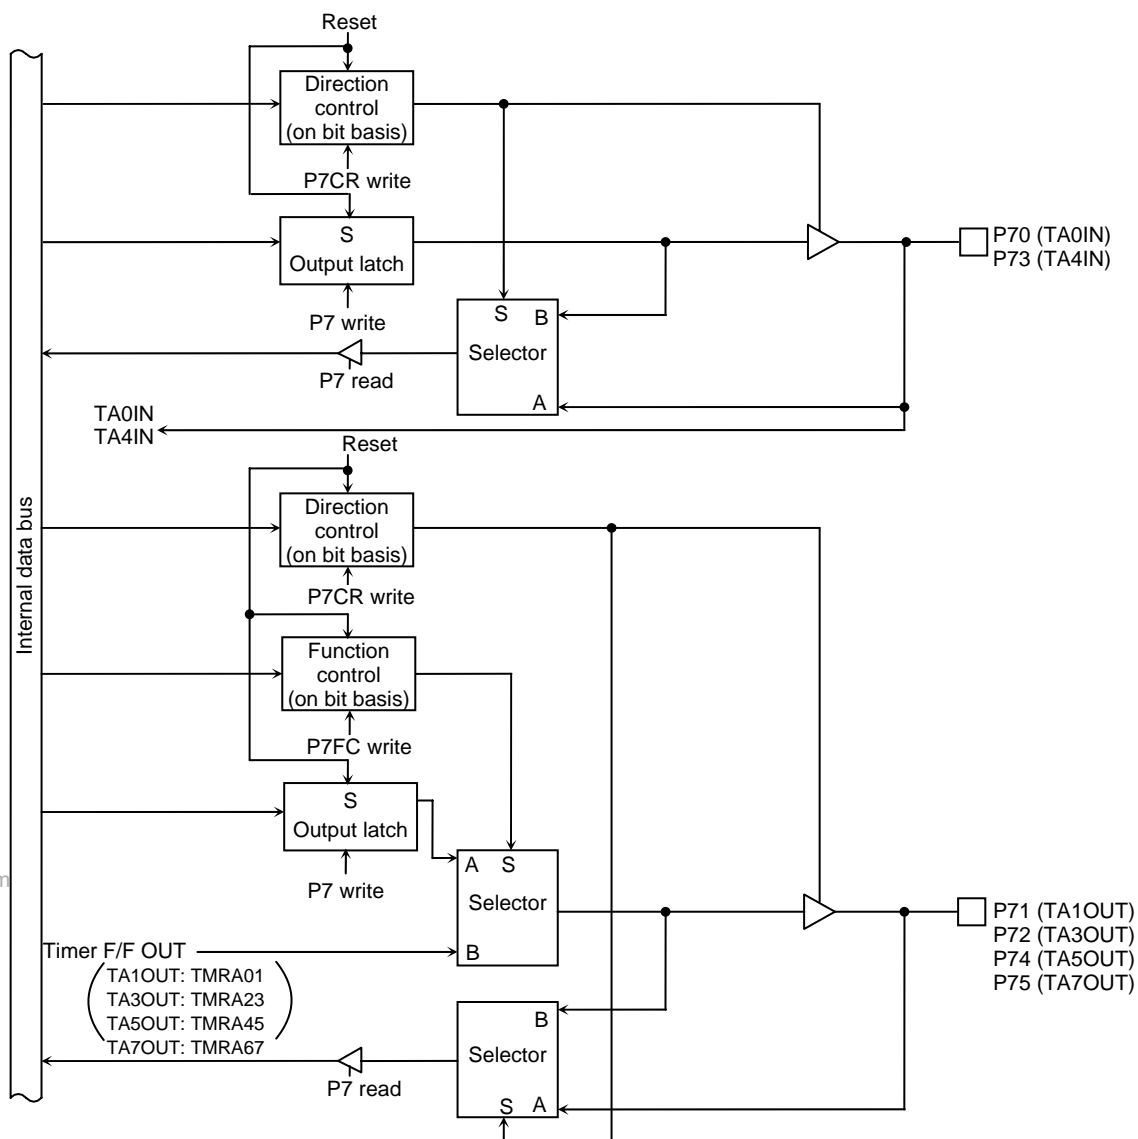 Reset
Direction
control
(on bit basis)
P7CR write
S
Output latch
P7 write
S
B
Selector
A
P7 read
P70 (TA0IN)
P73 (TA4IN)
TA0IN
TA4IN
Internal data bus
Reset
Direction
control
(on bit basis)
P7CR write
Function
control
(on bit basis)
P7FC write
S
Output latch
P7 write
A S
Selector
B
Timer F/F OUT
TA1OUT: TMRA01
TA3OUT: TMRA23
TA5OUT: TMRA45
TA7OUT: TMRA67
P71 (TA1OUT)
P72 (TA3OUT)
P74 (TA5OUT)
P75 (TA7OUT)
B
Selector
S A
P7 read